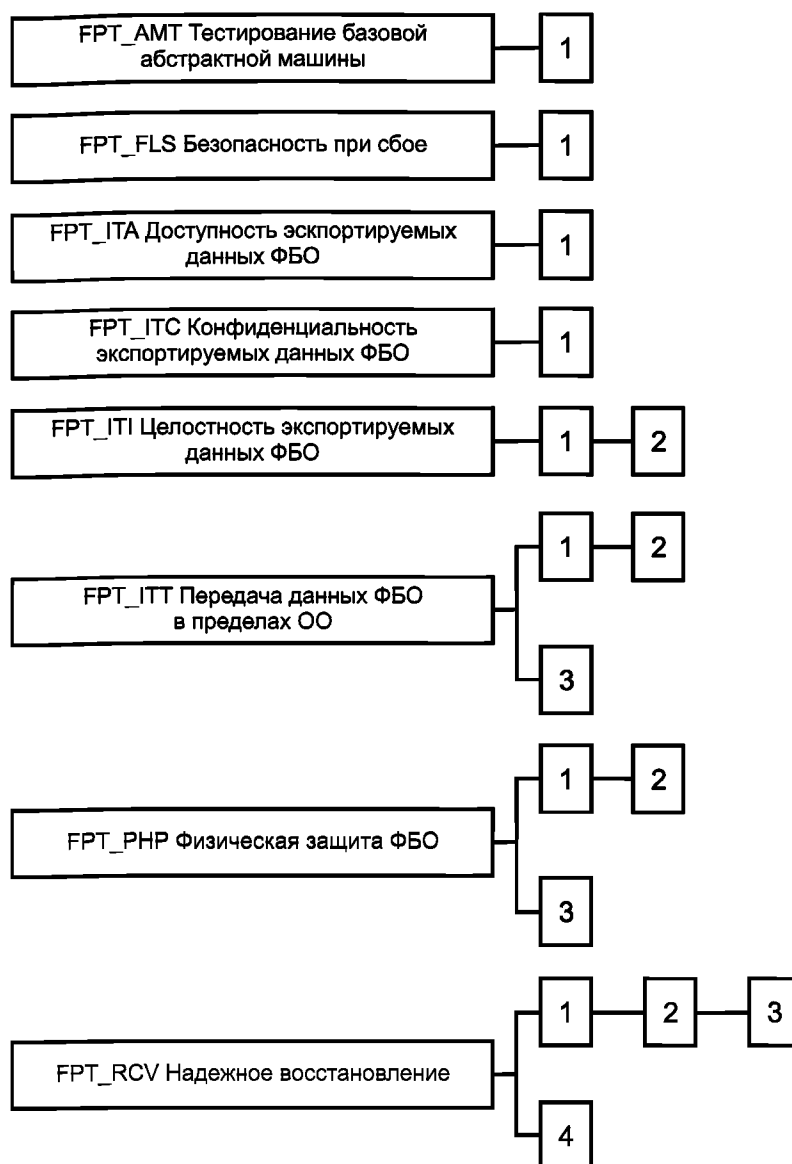 FPT_AMT Тестирование базовой
абстрактной машины
1
FPT_FLS Безопасность при сбое
1
FPT_ITA Доступность эскпортируемых
данных ФБО
1
FPT_ITC Конфиденциальность
экспортируемых данных ФБО
1
FPT_ITI Целостность экспортируемых
данных ФБО
1
2
FPT_ITT Передача данных ФБО
в пределах ОО
1
2
3
FPT_PHP Физическая защита ФБО
1
2
3
FPT_RCV Надежное восстановление
1
2
3
4